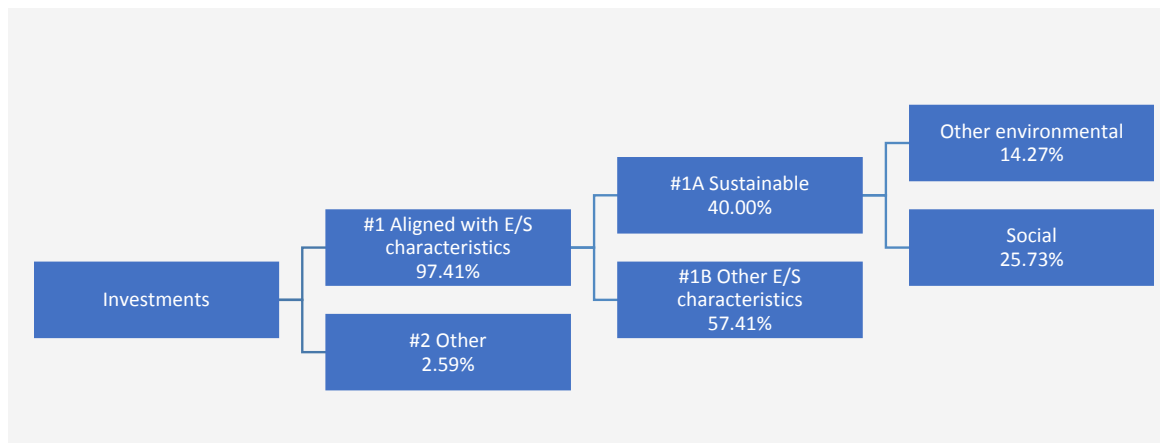 Investments
#1 Aligned with E/S
characteristics
97.41%
#2 Other
2.59%
#1A Sustainable
40.00%
#1B Other E/S
characteristics
57.41%
Other environmental
14.27%
Social
25.73%